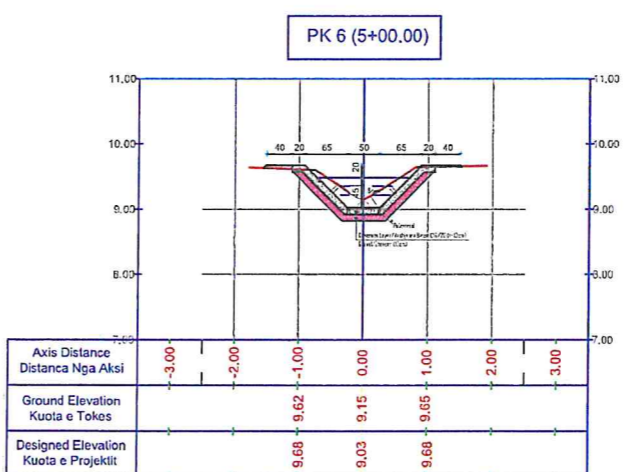 PK 6 (5+00.00)
11.00 11.00
40 20 65 50 65 20 40
10.00 10.00
20
45
9.00 9.00
8.00 8.00
7.00 7.00
Axis Distance
Distanca Nga Aksi
-3.00 -2.00 -1.00 0.00 1.00 2.00 3.00
Ground Elevation
Kuota e Tokes
9.62 9.15 9.65
Designed Elevation
Kuota e Projektit
9.68 9.03 9.68